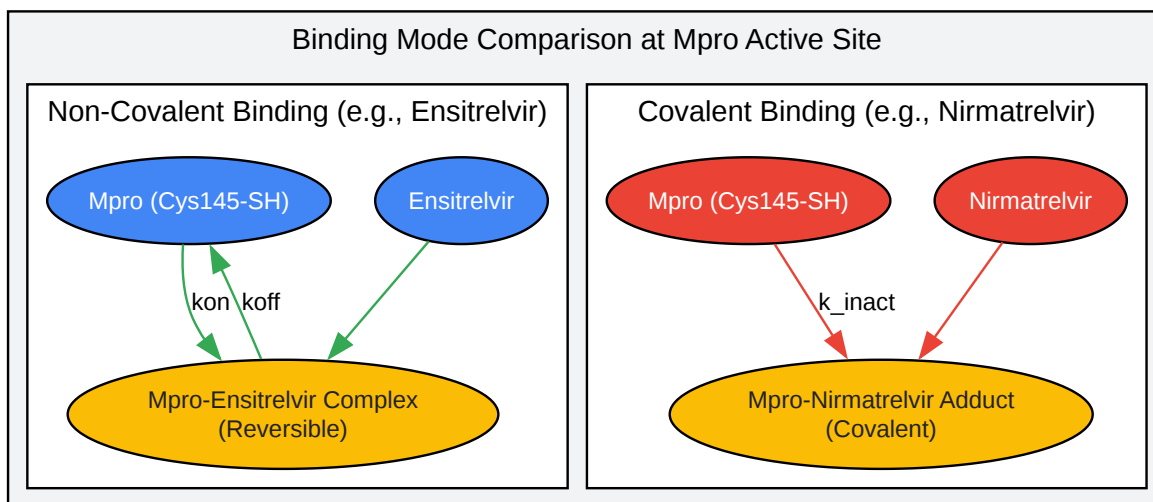 Binding Mode Comparison at Mpro Active Site
Non-Covalent Binding (e.g., Ensitrelvir)
Mpro (Cys145-SH)
Ensitrelvir
kon
koff
Mpro-Ensitrelvir Complex
(Reversible)
Covalent Binding (e.g., Nirmatrelvir)
Mpro (Cys145-SH)
Nirmatrelvir
k_inact
Mpro-Nirmatrelvir Adduct
(Covalent)